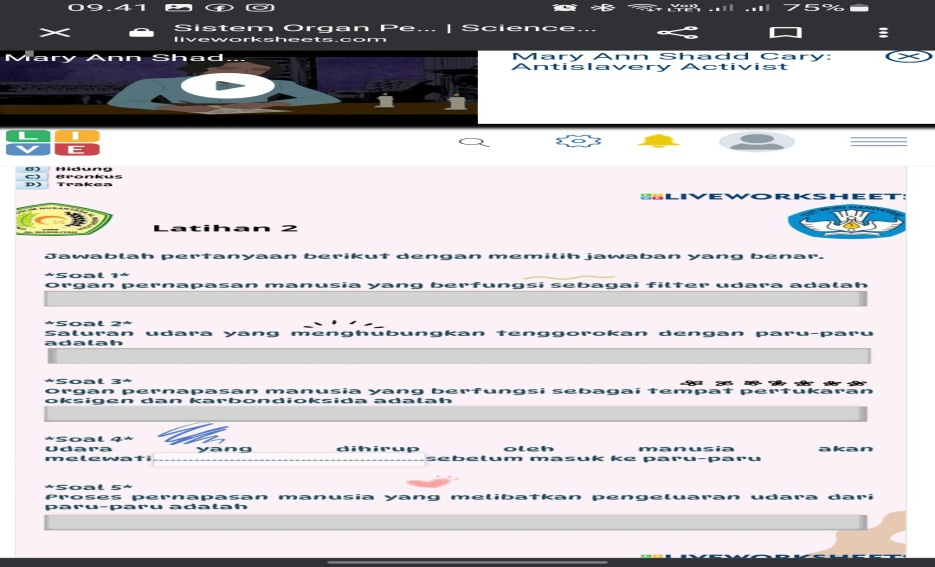 09.41
75%
Sistem Organ Pe... | Science...
liveworksheets.com
Mary Ann Shad...
Mary Ann Shadd Cary:
Antislavery Activist
L I
V E
B) Hidung
C) Bronkus
D) Trakea
LIVEWORKSHEETS
Latihan 2
Jawablah pertanyaan berikut dengan memilih jawaban yang benar.
*Soal 1*
Organ pernapasan manusia yang berfungsi sebagai filter udara adalah
*Soal 2*
Saluran udara yang menghubungkan tenggorokan dengan paru-paru
adalah
*Soal 3*
Organ pernapasan manusia yang berfungsi sebagai tempat pertukaran
oksigen dan karbondioksida adalah
*Soal 4*
Udara yang dihirup oleh manusia akan
melewati sebelum masuk ke paru-paru
*Soal 5*
Proses pernapasan manusia yang melibatkan pengeluaran udara dari
paru-paru adalah